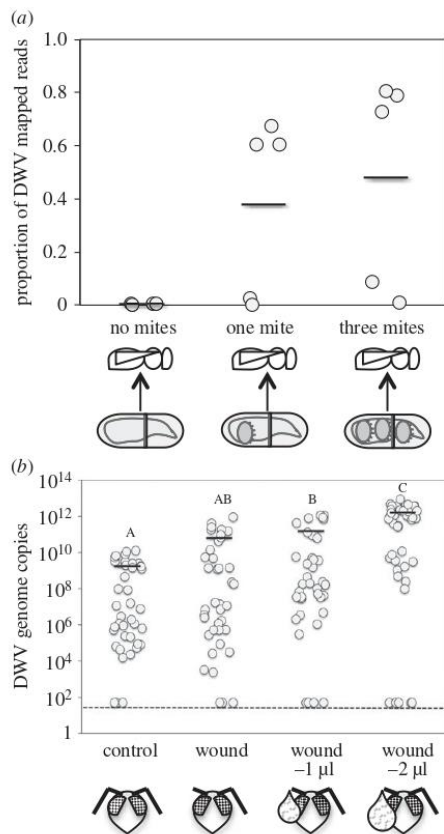 (a)
proportion of DWV mapped reads
1.0
0.8
0.6
0.4
0.2
0
no mites one mite three mites
(b)
DWV genome copies
10^14
10^12
10^10
10^8
10^6
10^4
10^2
1
A AB B C
control wound wound wound
–1 µl –2 µl